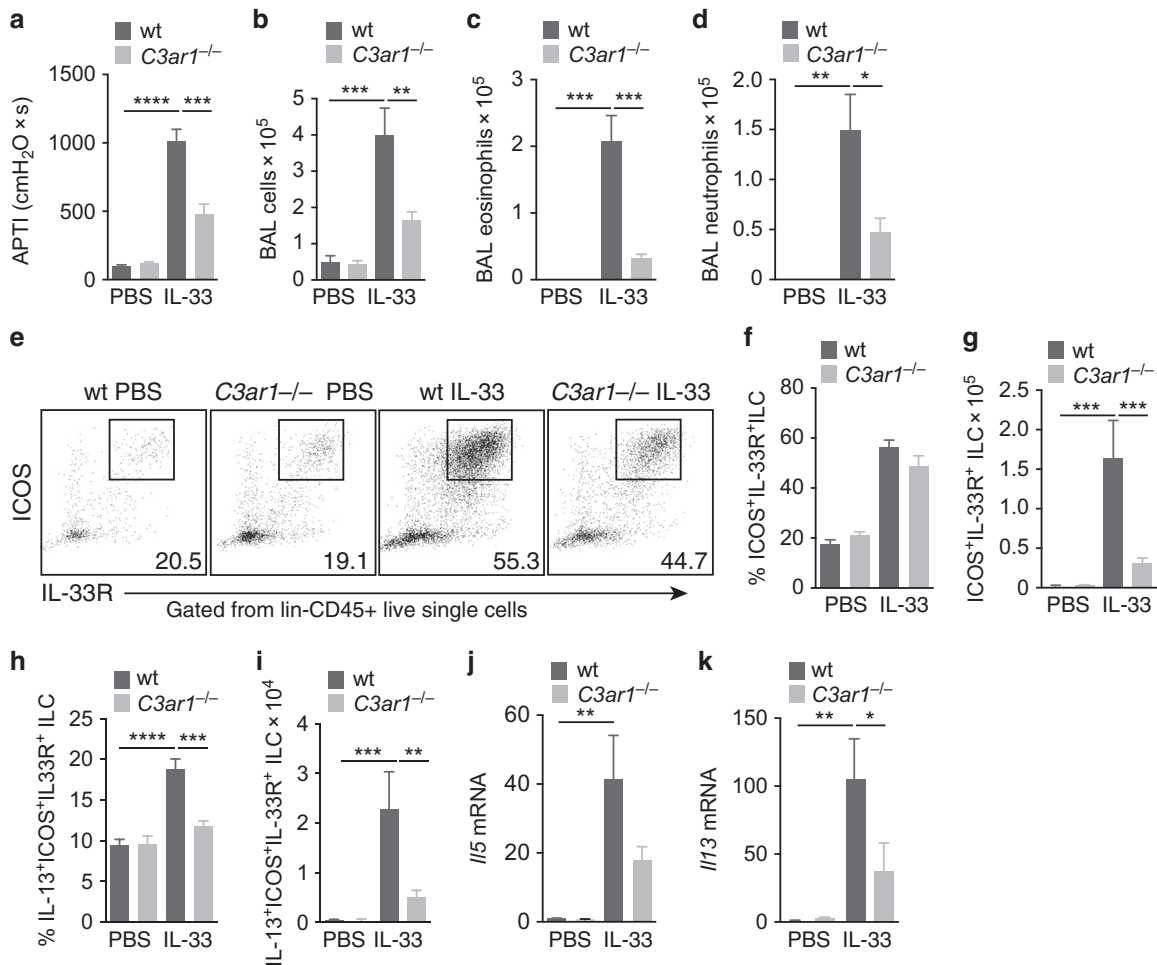 a
wt
C3ar1–/–
APTI (cmH2O × s)
1500
1000
500
0
**** ***
PBS IL-33
b
wt
C3ar1–/–
BAL cells × 10^5
5
4
3
2
1
0
*** **
PBS IL-33
c
wt
C3ar1–/–
BAL eosinophils × 10^5
3
2
1
0
*** ***
PBS IL-33
d
wt
C3ar1–/–
BAL neutrophils × 10^5
2.0
1.5
1.0
0.5
0
** *
PBS IL-33
e
wt PBS
C3ar1–/– PBS
wt IL-33
C3ar1–/– IL-33
ICOS
20.5
19.1
55.3
44.7
IL-33R
Gated from lin-CD45+ live single cells
f
wt
C3ar1–/–
% ICOS+IL-33R+ILC
80
60
40
20
0
PBS IL-33
g
wt
C3ar1–/–
ICOS+IL-33R+ ILC × 10^5
2.5
2.0
1.5
1.0
0.5
0
*** ***
PBS IL-33
h
wt
C3ar1–/–
% IL-13+ICOS+IL33R+ ILC
25
20
15
10
5
0
**** ***
PBS IL-33
i
wt
C3ar1–/–
IL-13+ICOS+IL-33R+ ILC × 10^4
4
3
2
1
0
*** **
PBS IL-33
j
wt
C3ar1–/–
Il5 mRNA
60
40
20
0
**
PBS IL-33
k
wt
C3ar1–/–
Il13 mRNA
150
100
50
0
** *
PBS IL-33